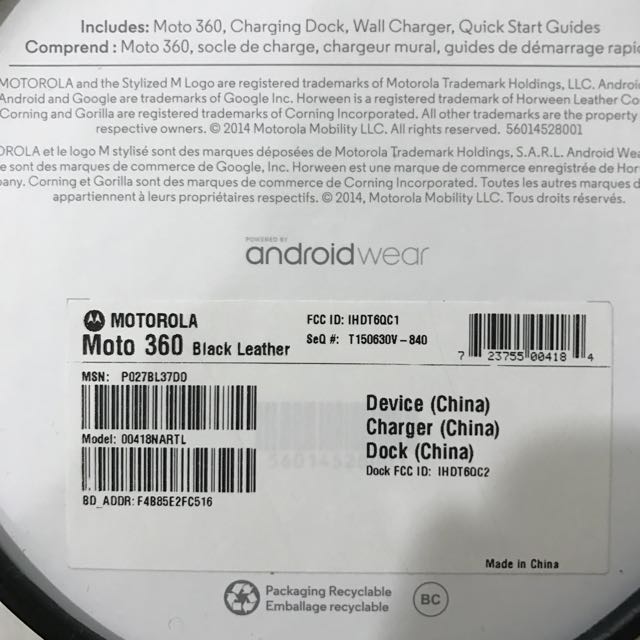 Includes: Moto 360, Charging Dock, Wall Charger, Quick Start Guides
Comprend : Moto 360, socle de charge, chargeur mural, guides de démarrage
MOTOROLA and the Stylized M Logo are registered trademarks of Motorola Trademark Holdings, LLC.
Android and Google are trademarks of Google Inc. Horween is a registered trademark of Horween Leather
Corning and Gorilla are registered trademarks of Corning Incorporated. All other trademarks are the property
respective owners. © 2014 Motorola Mobility LLC. All rights reserved. 56014528001
et le logo M stylisé sont des marques déposées de Motorola Trademark Holdings, S.A.R.L. Android
sont des marques de commerce de Google, Inc. Horween est une marque de commerce enregistrée de
Corning et Gorilla sont des marques de commerce de Corning Incorporated. Toutes les autres marques
appartiennent à leurs propriétaires respectifs. © 2014, Motorola Mobility LLC. Tous droits réservés.
POWERED BY
androidwear
MOTOROLA
Moto 360 Black Leather
FCC ID: IHDT6QC1
SeQ #: T150630V-840
7 23755 00418 4
MSN: P027BL37D0
Model: 00418NARTL
BD_ADDR: F4B85E2FC516
Device (China)
Charger (China)
Dock (China)
Dock FCC ID: IHDT6QC2
Made in China
Packaging Recyclable
Emballage recyclable
BC